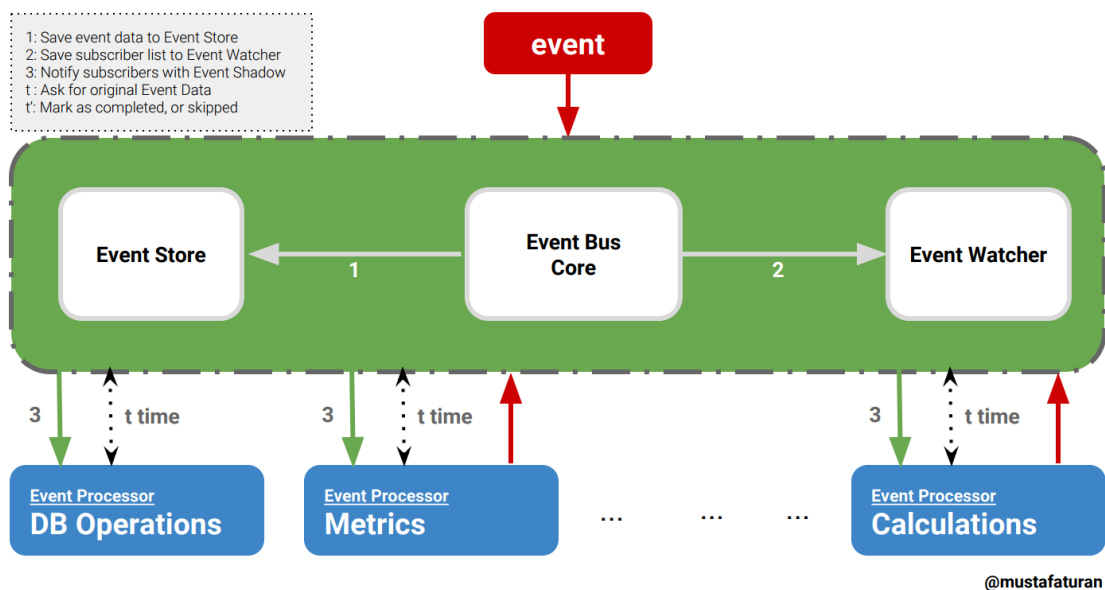 1: Save event data to Event Store
2: Save subscriber list to Event Watcher
3: Notify subscribers with Event Shadow
t : Ask for original Event Data
t’: Mark as completed, or skipped
event
Event Store
Event Bus
Core
Event Watcher
1
2
3
t time
3
t time
3
t time
Event Processor
DB Operations
Event Processor
Metrics
...
...
...
Event Processor
Calculations
@mustafaturan